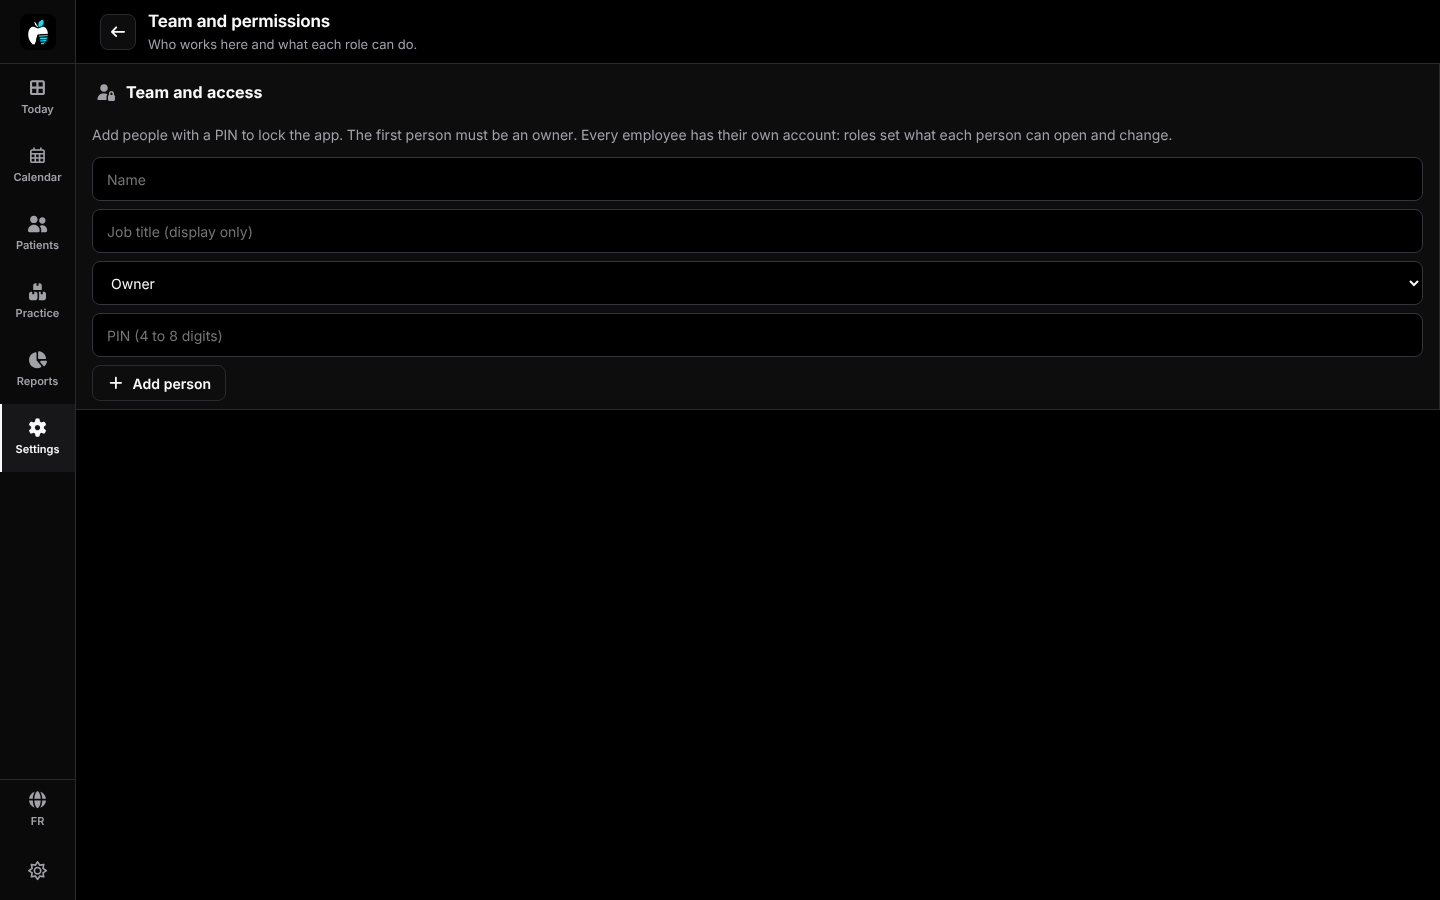 Team and permissions
Who works here and what each role can do.
Today
Calendar
Patients
Practice
Reports
Settings
FR
Team and access
Add people with a PIN to lock the app. The first person must be an owner. Every employee has their own account: roles set what each person can open and change.
Name
Job title (display only)
Owner
PIN (4 to 8 digits)
Add person